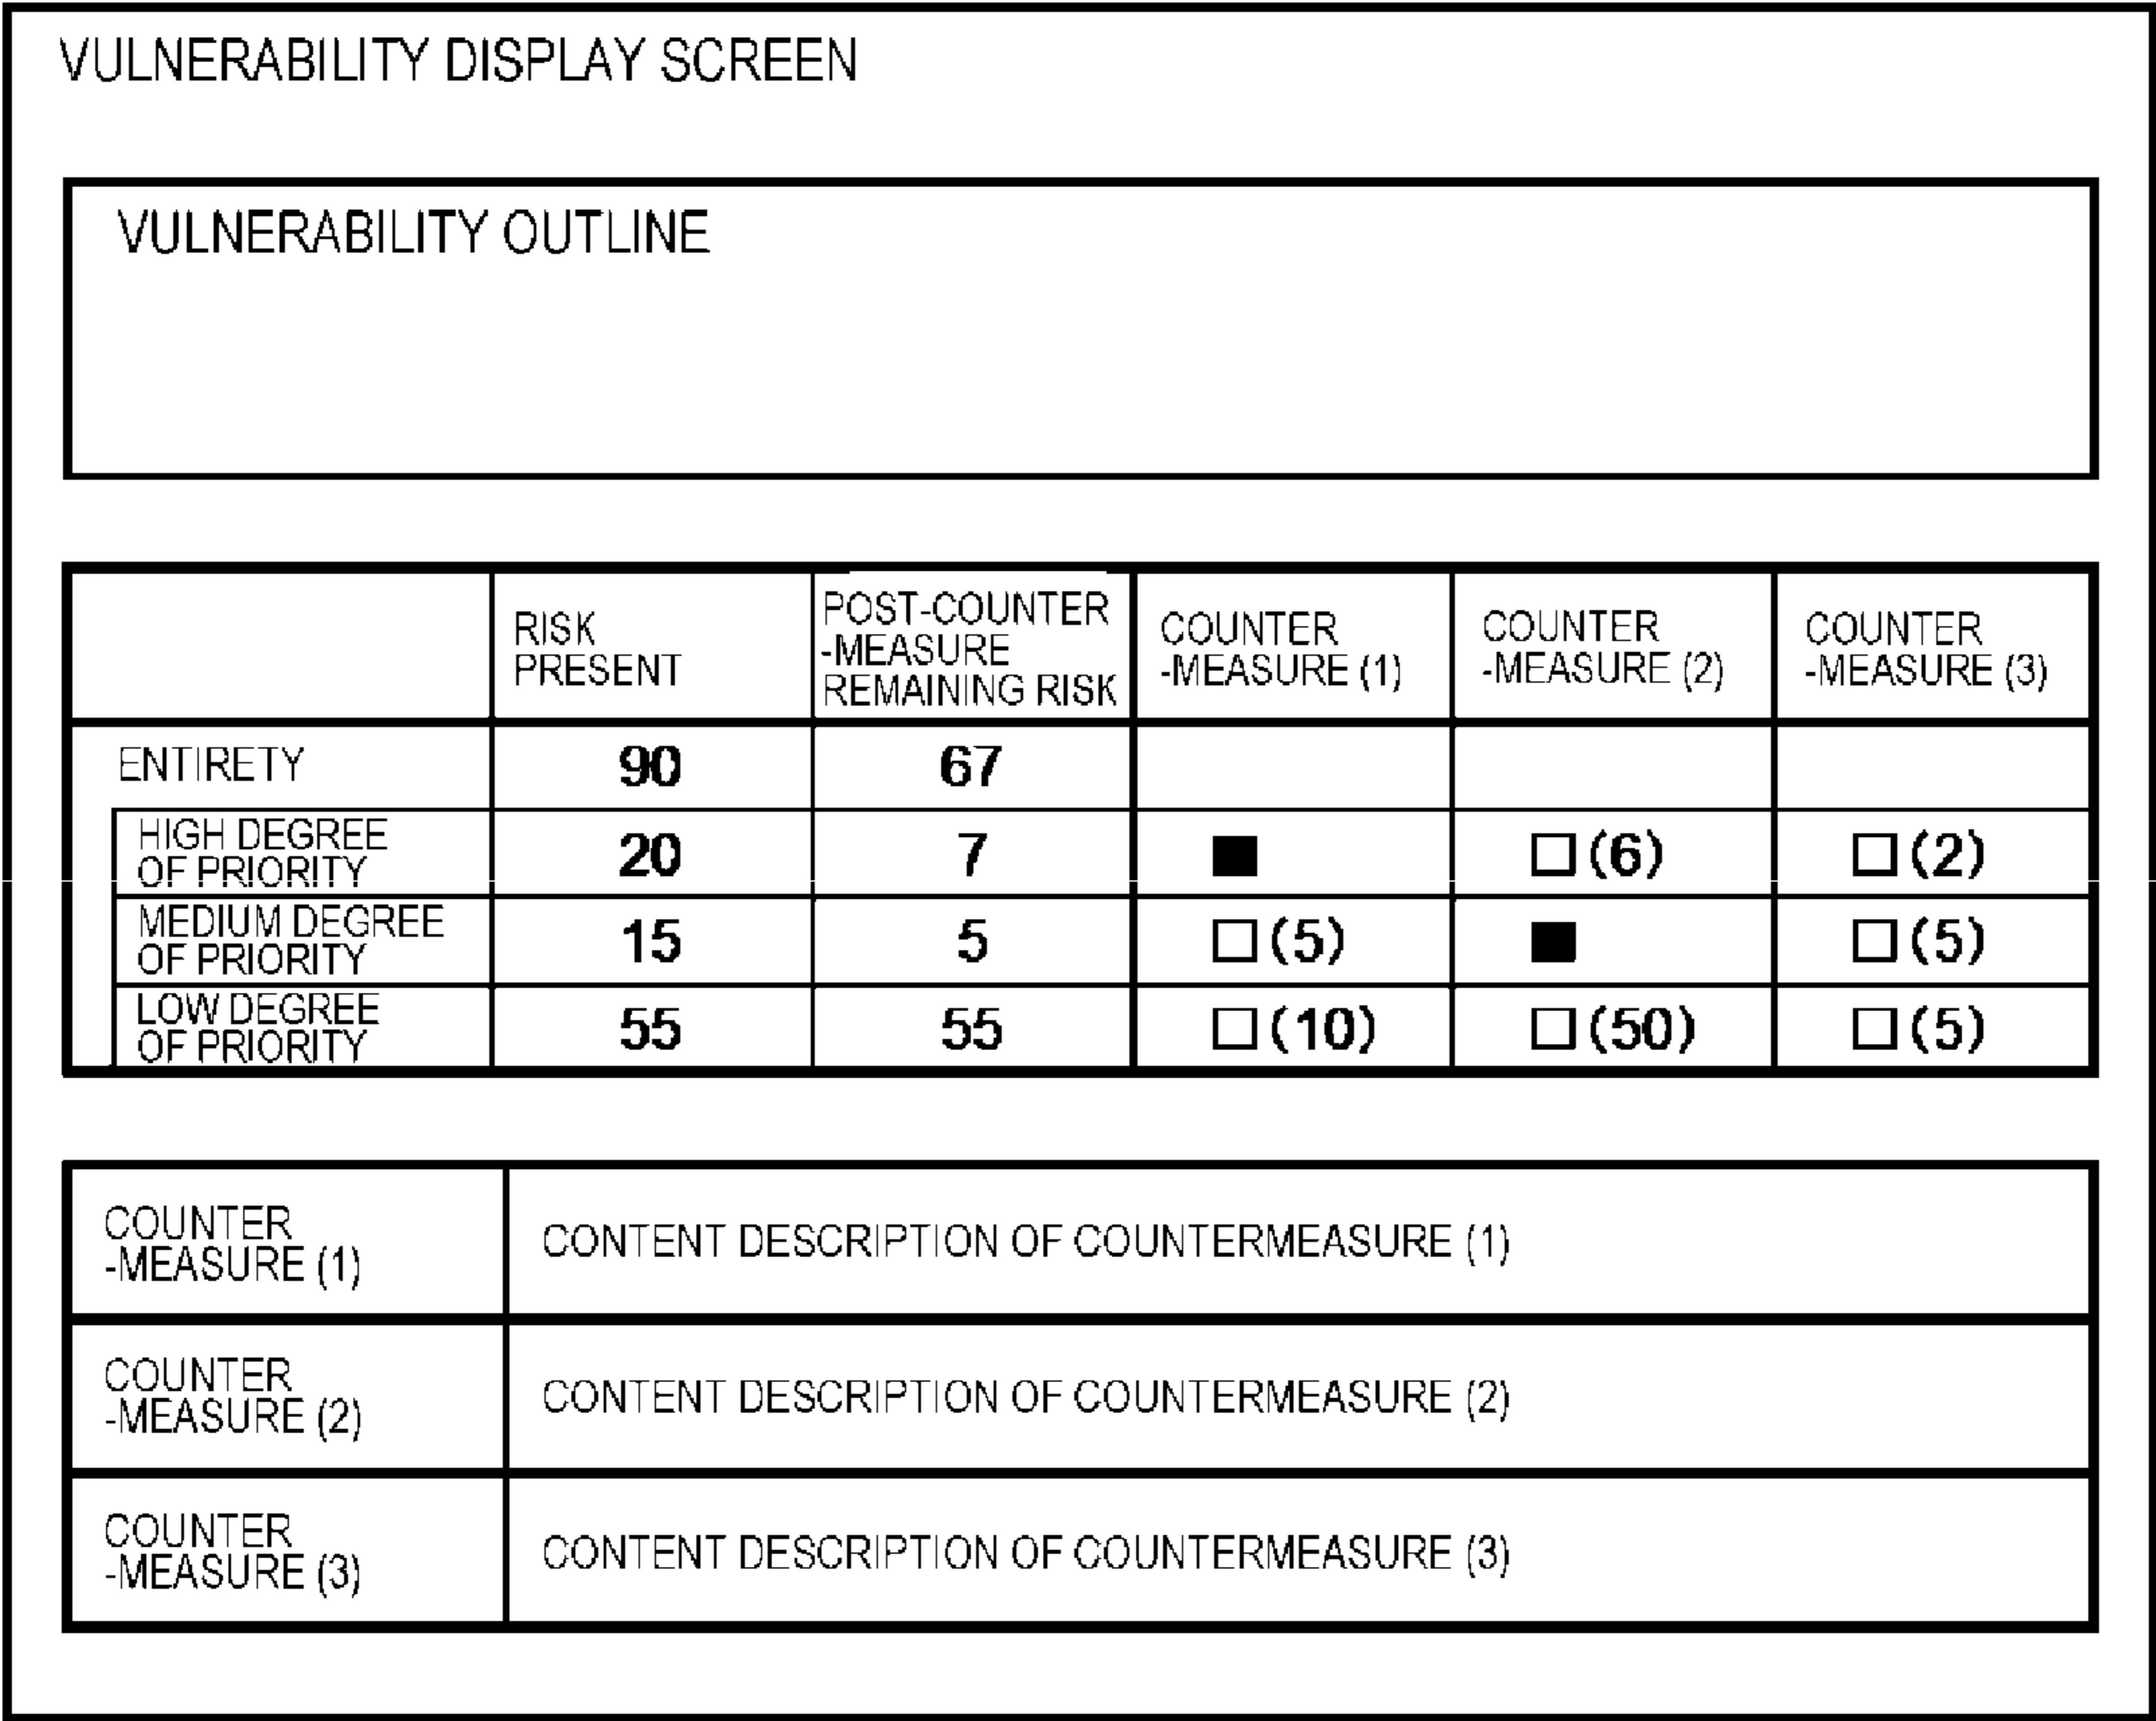 VULNERABILITY DISPLAY SCREEN
VULNERABILITY OUTLINE
RISK
PRESENT
POST-COUNTER
-MEASURE
REMAINING RISK
COUNTER
-MEASURE (1)
COUNTER
-MEASURE (2)
COUNTER
-MEASURE (3)
ENTIRETY 90 67
HIGH DEGREE
OF PRIORITY
20 7 ■ □(6) □(2)
MEDIUM DEGREE
OF PRIORITY
15 5 □(5) ■ □(5)
LOW DEGREE
OF PRIORITY
55 55 □(10) □(50) □(5)
COUNTER
-MEASURE (1)
CONTENT DESCRIPTION OF COUNTERMEASURE (1)
COUNTER
-MEASURE (2)
CONTENT DESCRIPTION OF COUNTERMEASURE (2)
COUNTER
-MEASURE (3)
CONTENT DESCRIPTION OF COUNTERMEASURE (3)